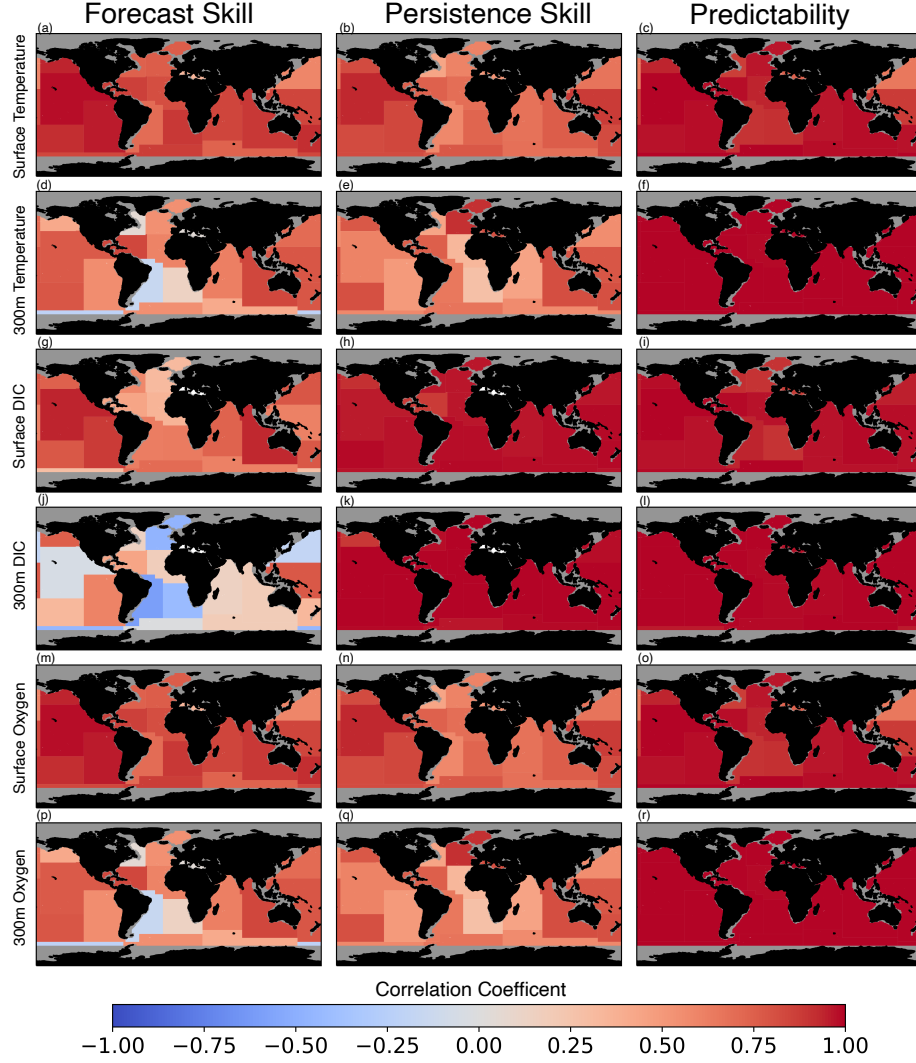 Forecast Skill Persistence Skill Predictability
(a) (b) (c)
Surface Temperature
(d) (e) (f)
300m Temperature
(g) (h) (i)
Surface DIC
(j) (k) (l)
300m DIC
(m) (n) (o)
Surface Oxygen
(p) (q) (r)
300m Oxygen
Correlation Coefficent
−1.00 −0.75 −0.50 −0.25 0.00 0.25 0.50 0.75 1.00